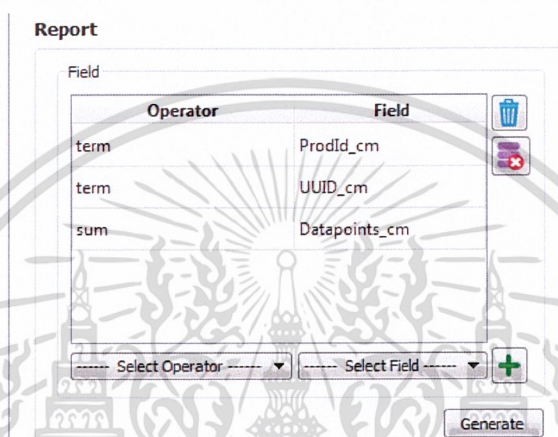 Report
Field
Operator Field
term ProdId_cm
term UUID_cm
sum Datapoints_cm
------ Select Operator ------ ------ Select Field ------
Generate